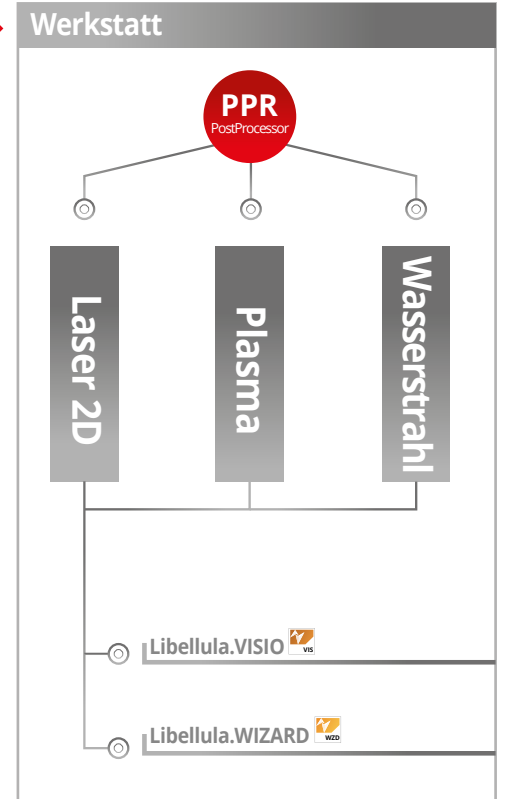 Werkstatt
PPR
PostProcessor
Laser 2D
Plasma
Wasserstrahl
Libellula.VISIO
VIS
Libellula.WIZARD
WZD